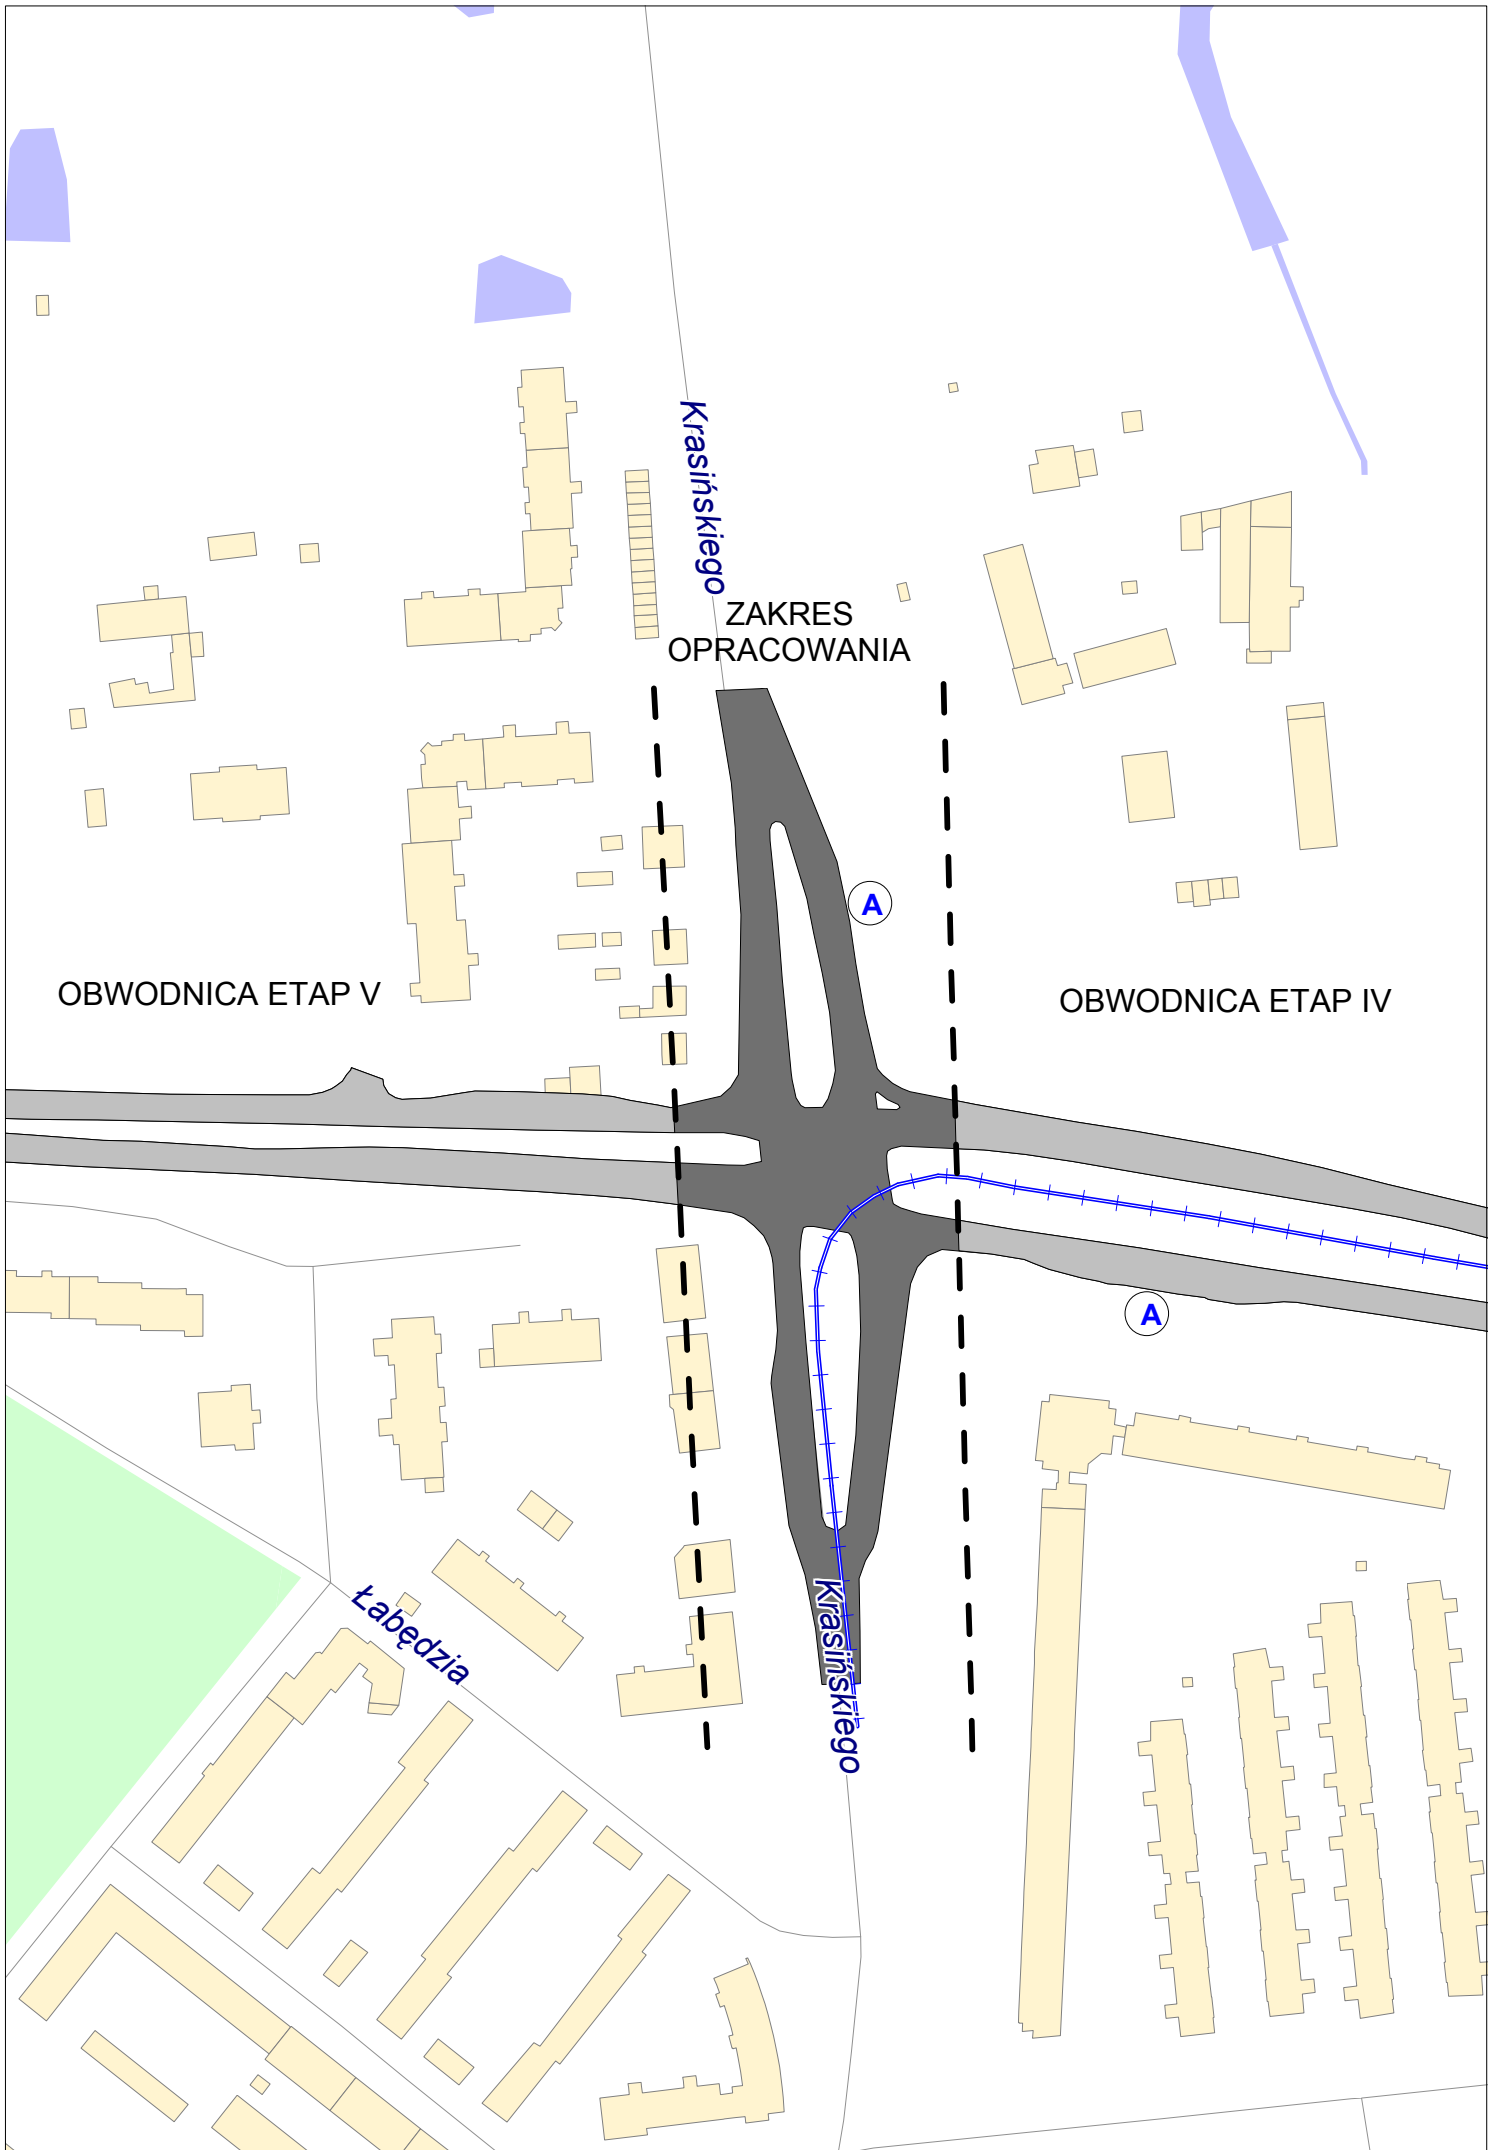 Krasińskiego
ZAKRES
OPRACOWANIA
A
OBWODNICA ETAP V
OBWODNICA ETAP IV
A
Łabędzia
Krasińskiego